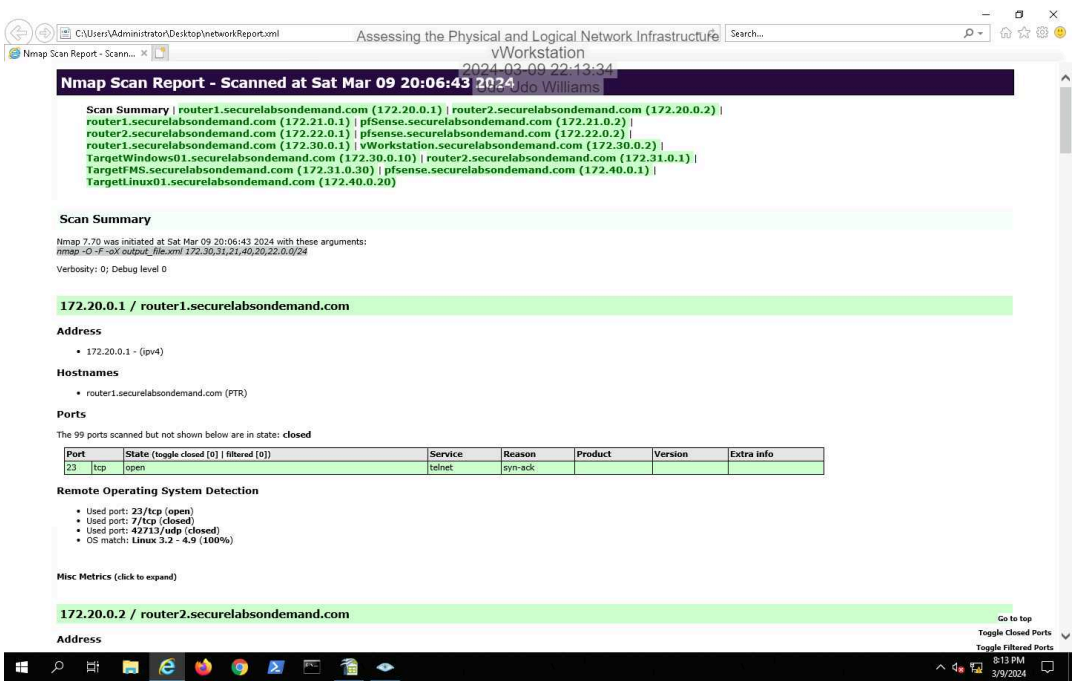 C:\Users\Administrator\Desktop\networkReport.xml
Assessing the Physical and Logical Network Infrastructure
Search...
Nmap Scan Report - Scann...
vWorkstation
2024-03-09 22:13:34
Udo Williams
Nmap Scan Report - Scanned at Sat Mar 09 20:06:43 2024
Scan Summary | router1.securelabsondemand.com (172.20.0.1) | router2.securelabsondemand.com (172.20.0.2) |
router1.securelabsondemand.com (172.21.0.1) | pfSense.securelabsondemand.com (172.21.0.2) |
router2.securelabsondemand.com (172.22.0.1) | pfsense.securelabsondemand.com (172.22.0.2) |
router1.securelabsondemand.com (172.30.0.1) | vWorkstation.securelabsondemand.com (172.30.0.2) |
TargetWindows01.securelabsondemand.com (172.30.0.10) | router2.securelabsondemand.com (172.31.0.1) |
TargetFMS.securelabsondemand.com (172.31.0.30) | pfsense.securelabsondemand.com (172.40.0.1) |
TargetLinux01.securelabsondemand.com (172.40.0.20)
Scan Summary
Nmap 7.70 was initiated at Sat Mar 09 20:06:43 2024 with these arguments:
nmap -O -F -oX output_file.xml 172.30,31,21,40,20,22.0.0/24
Verbosity: 0; Debug level 0
172.20.0.1 / router1.securelabsondemand.com
Address
• 172.20.0.1 - (ipv4)
Hostnames
• router1.securelabsondemand.com (PTR)
Ports
The 99 ports scanned but not shown below are in state: closed
Port State (toggle closed [0] | filtered [0]) Service Reason Product Version Extra info
23 tcp open telnet syn-ack
Remote Operating System Detection
• Used port: 23/tcp (open)
• Used port: 7/tcp (closed)
• Used port: 42713/udp (closed)
• OS match: Linux 3.2 - 4.9 (100%)
Misc Metrics (click to expand)
172.20.0.2 / router2.securelabsondemand.com
Go to top
Address
Toggle Closed Ports
Toggle Filtered Ports
8:13 PM
3/9/2024